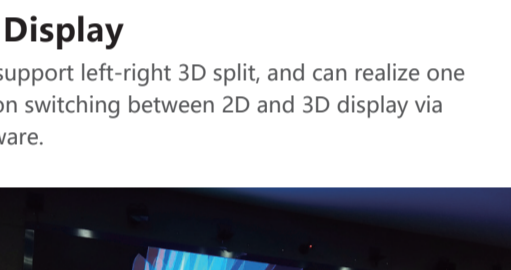 Display
support left-right 3D split, and can realize one
on switching between 2D and 3D display via
ware.